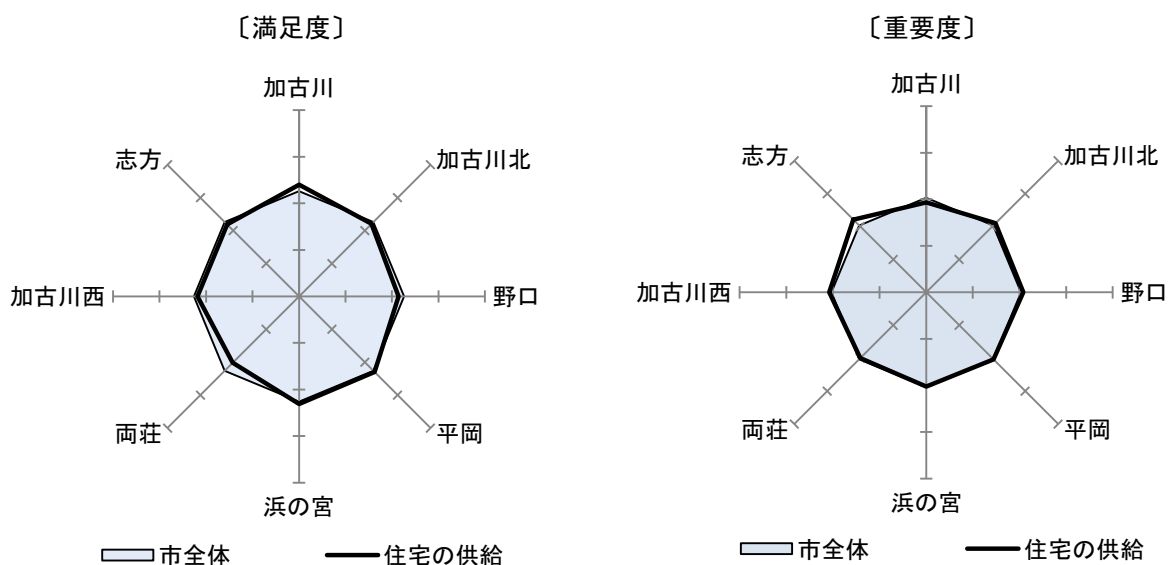 〔満足度〕
加古川
加古川北
野口
平岡
浜の宮
両荘
加古川西
志方
市全体
住宅の供給
〔重要度〕
加古川
加古川北
野口
平岡
浜の宮
両荘
加古川西
志方
市全体
住宅の供給